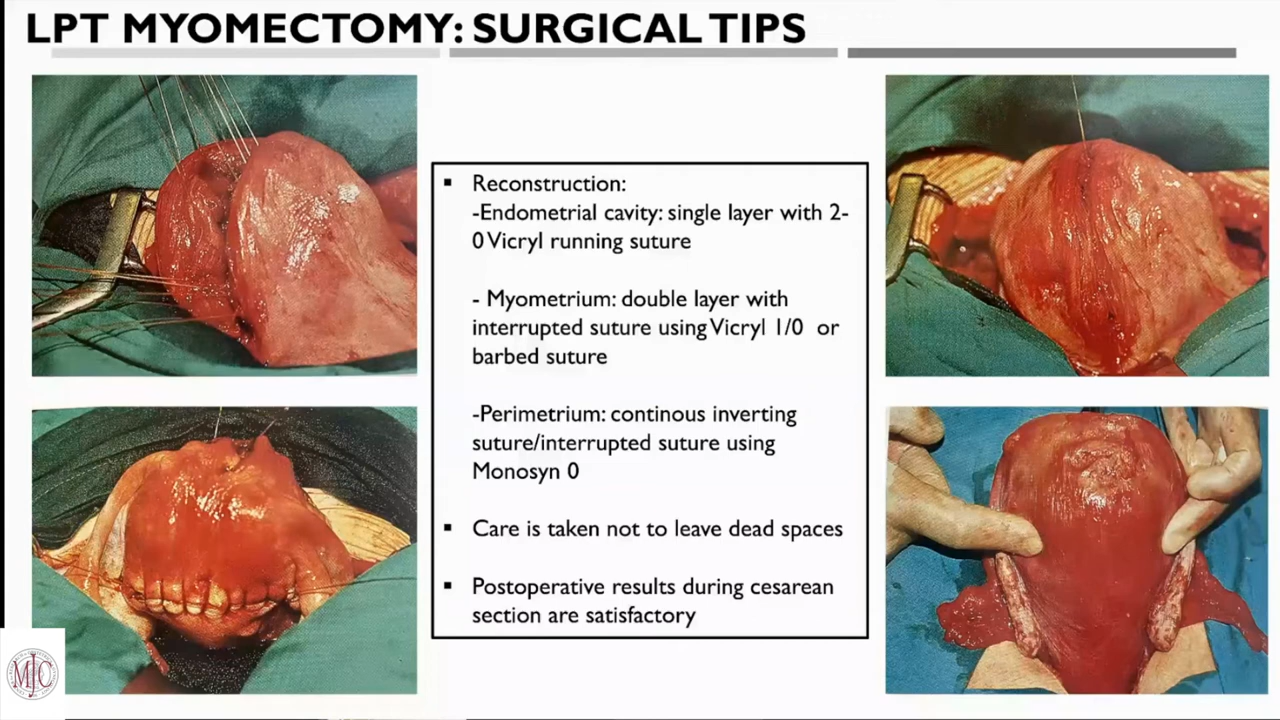 LPT MYOMECTOMY: SURGICAL TIPS
▪ Reconstruction:
-Endometrial cavity: single layer with 2-
0 Vicryl running suture
- Myometrium: double layer with
interrupted suture using Vicryl 1/0 or
barbed suture
-Perimetrium: continous inverting
suture/interrupted suture using
Monosyn 0
▪ Care is taken not to leave dead spaces
▪ Postoperative results during cesarean
section are satisfactory
MJC